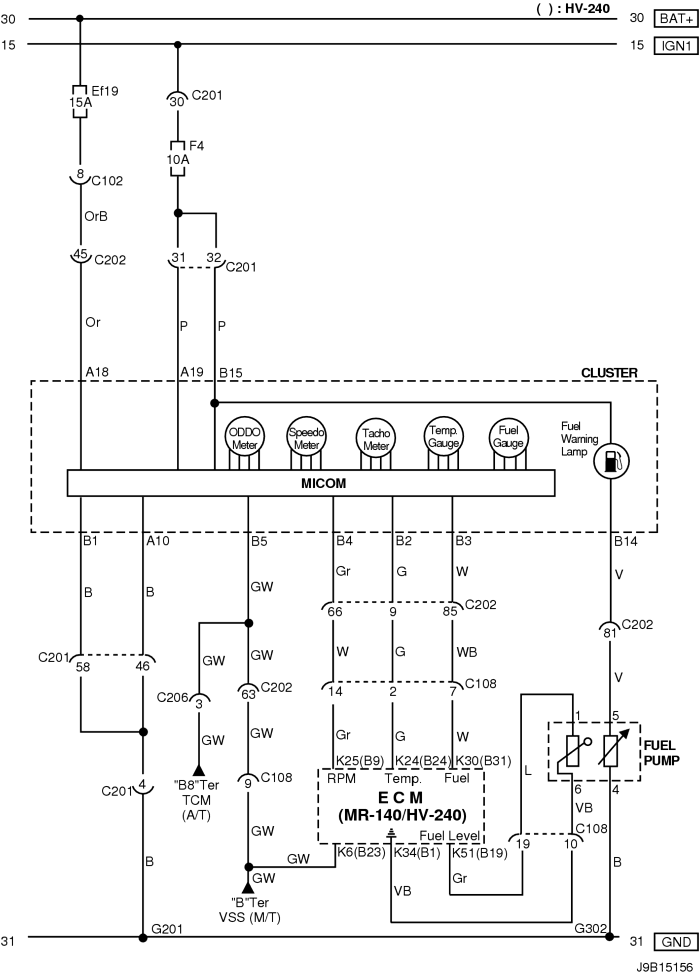 ( ) : HV-240
30
30
BAT+
15
15
IGN1
Ef19
15A
30
C201
F4
10A
8
C102
OrB
45
C202
31
32
C201
Or
P
P
A18
A19
B15
CLUSTER
ODDO
Meter
Speedo
Meter
Tacho
Meter
Temp.
Gauge
Fuel
Gauge
Fuel
Warning
Lamp
MICOM
B1
A10
B5
B4
B2
B3
B14
B
B
GW
Gr
G
W
V
66
9
85
C202
81
C202
C201
58
46
GW
GW
W
G
WB
V
C206
3
63
C202
14
2
7
C108
1
5
GW
GW
Gr
G
W
L
FUEL
PUMP
K25(B9)
K24(B24)
K30(B31)
"B8"Ter
TCM
(A/T)
9
C108
RPM
Temp.
Fuel
C201
4
E C M
(MR-140/HV-240)
6
4
VB
GW
Fuel Level
C108
19
10
K6(B23)
K34(B1)
K51(B19)
B
GW
GW
VB
Gr
B
"B"Ter
VSS (M/T)
G201
G302
31
31
GND
J9B15156